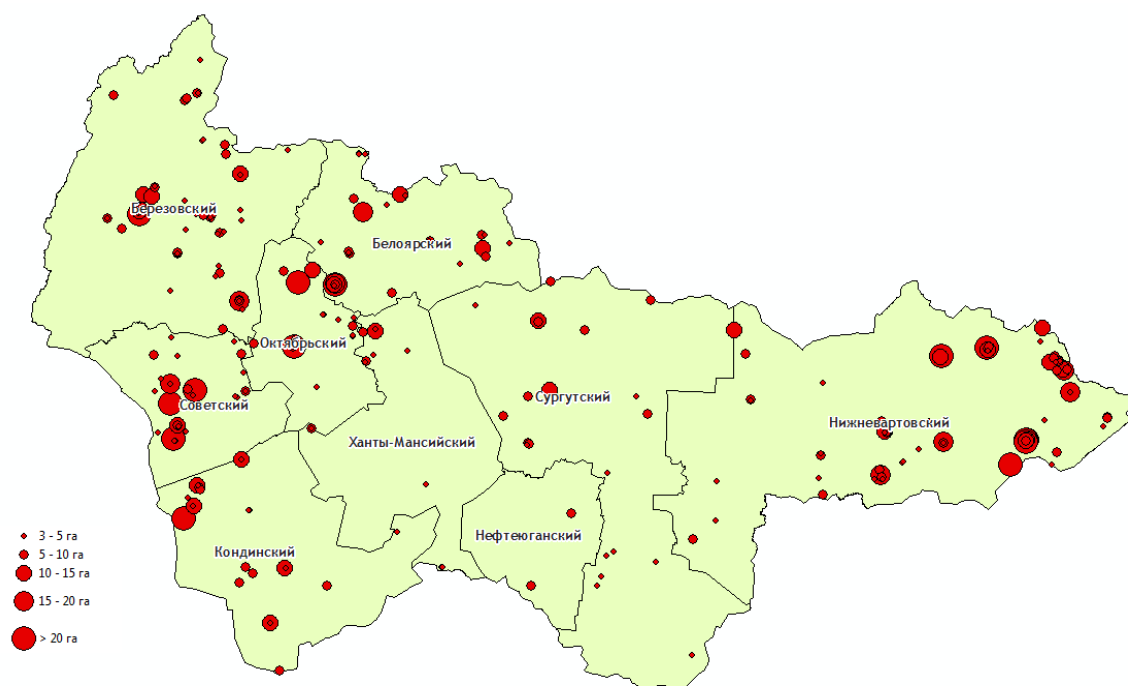 Березовский
Белоярский
Октябрьский
Советский
Сургутский
Нижневартовский
Ханты-Мансийский
Нефтеюганский
Кондинский
3 - 5 га
5 - 10 га
10 - 15 га
15 - 20 га
> 20 га